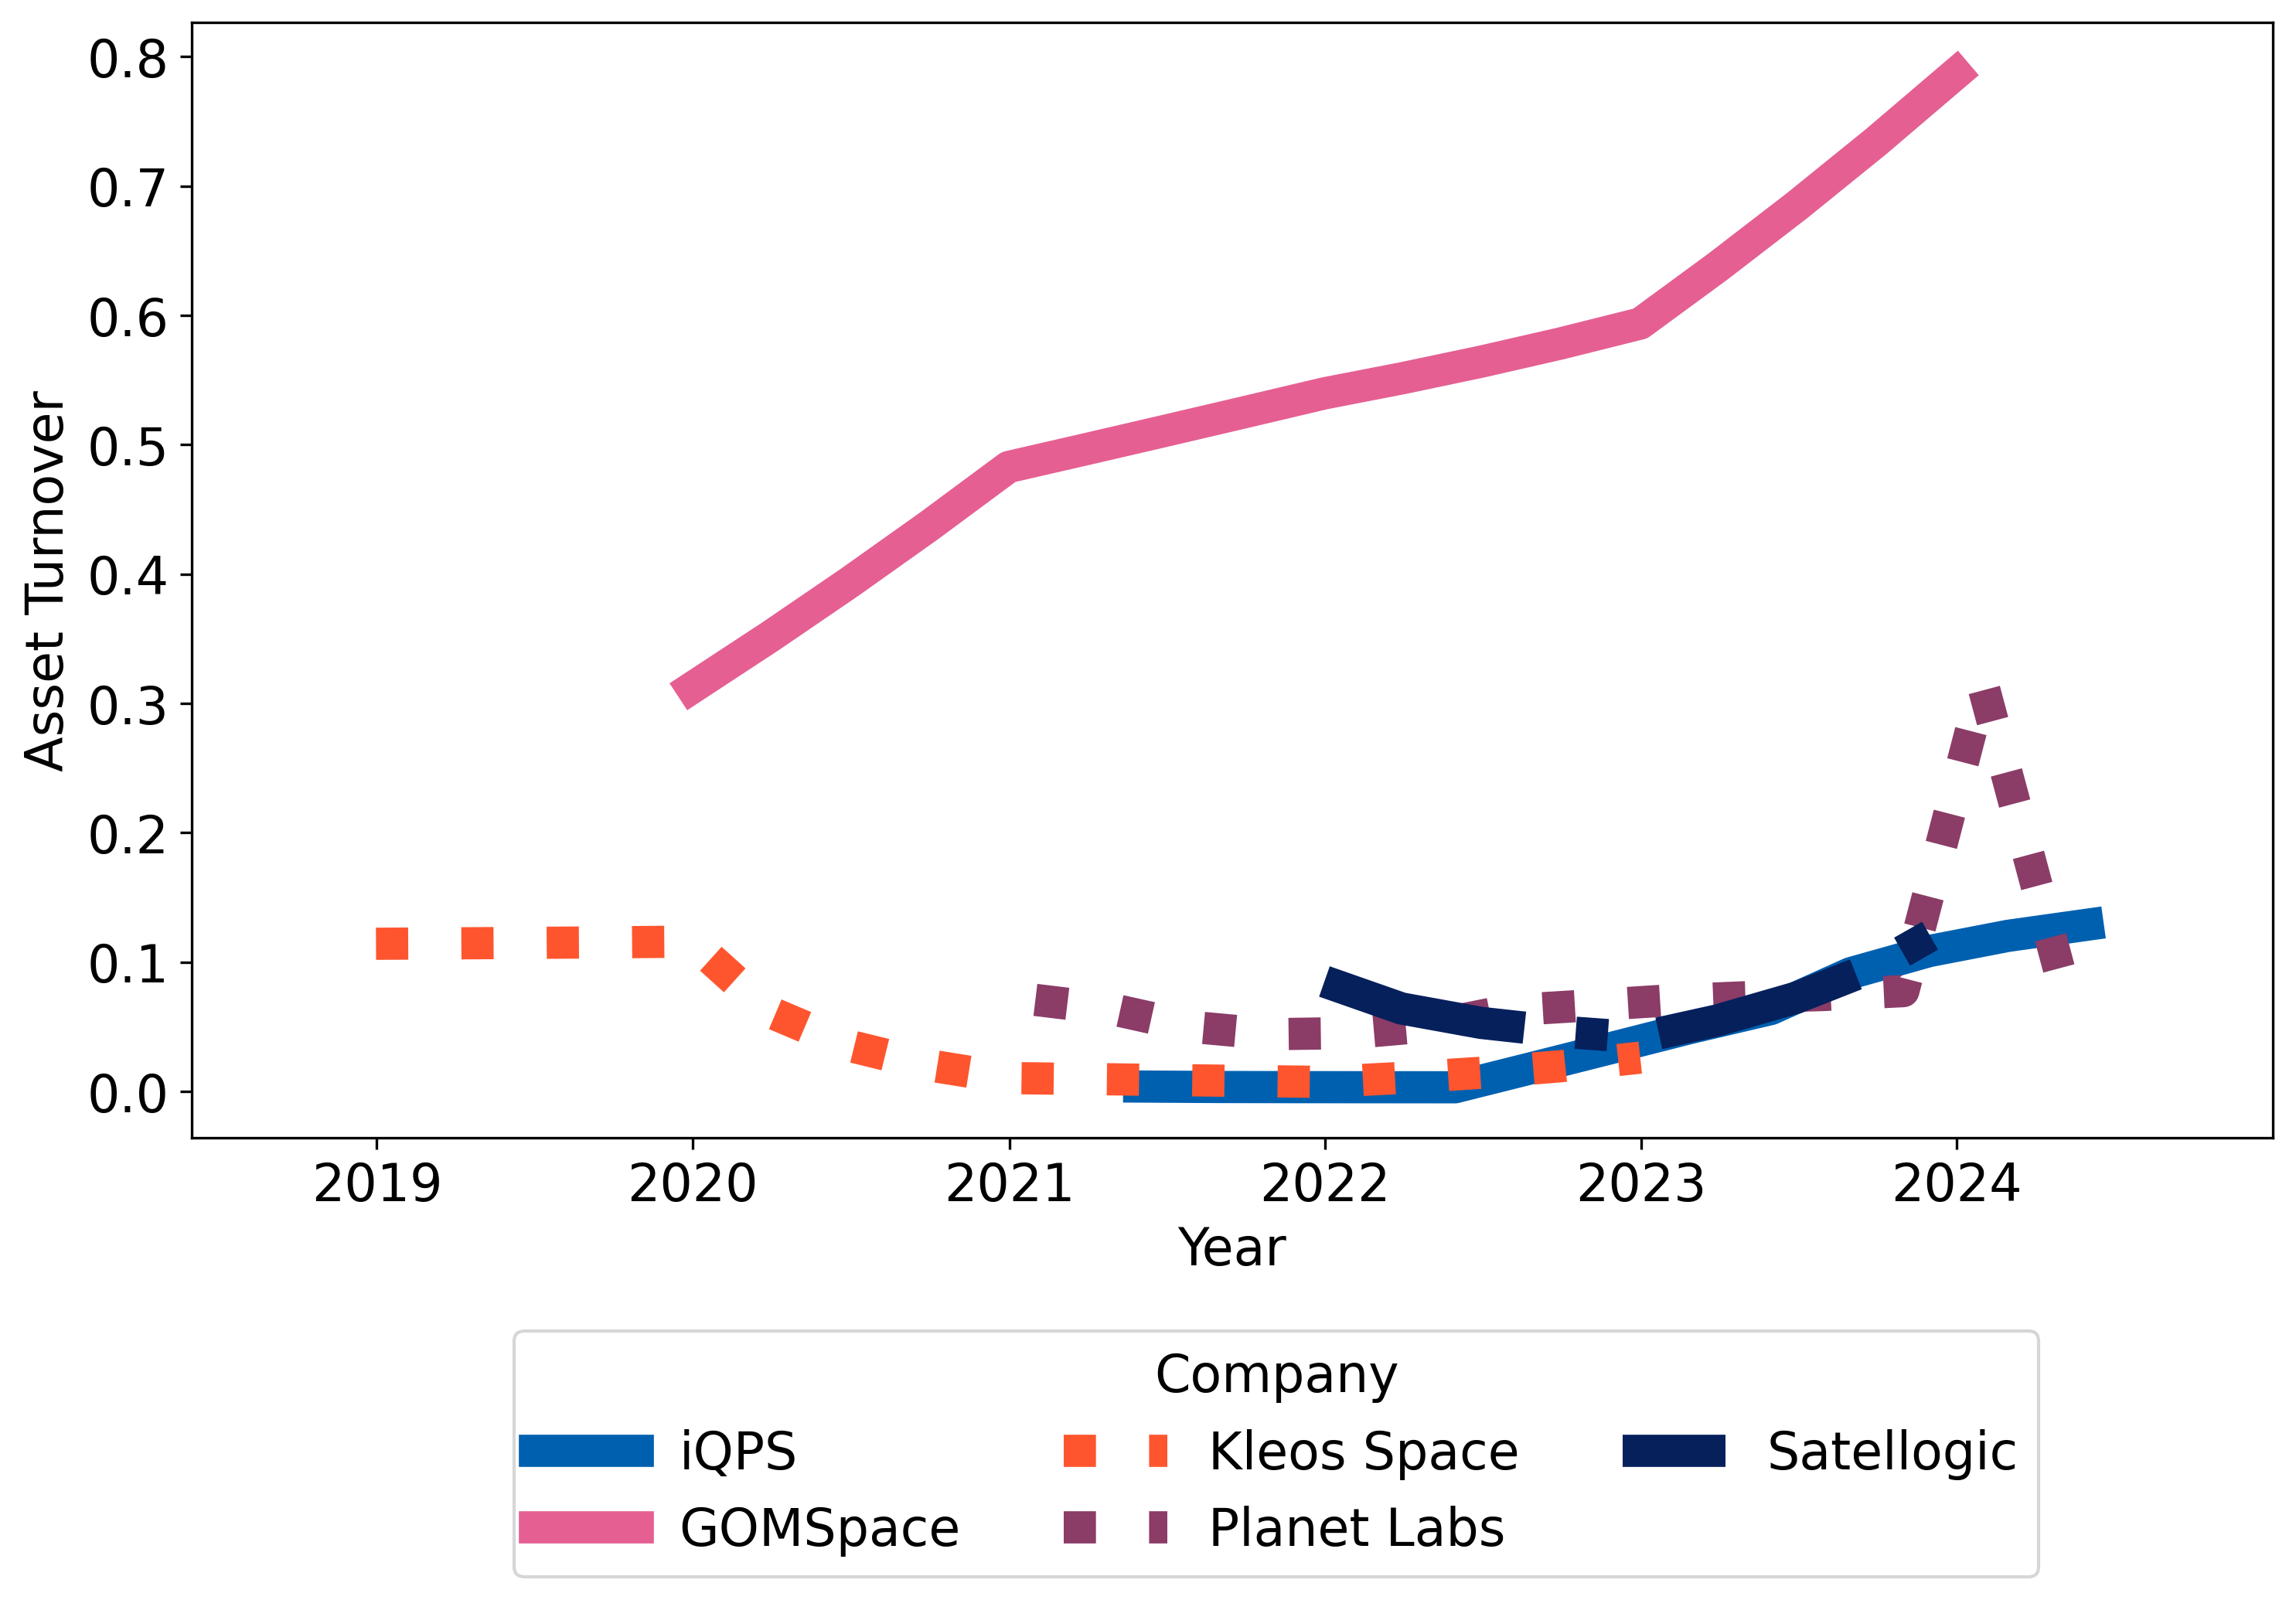 0.8
0.7
0.6
0.5
0.4
0.3
0.2
0.1
0.0
Asset Turnover
2019 2020 2021 2022 2023 2024
Year
Company
iQPS Kleos Space Satellogic
GOMSpace Planet Labs